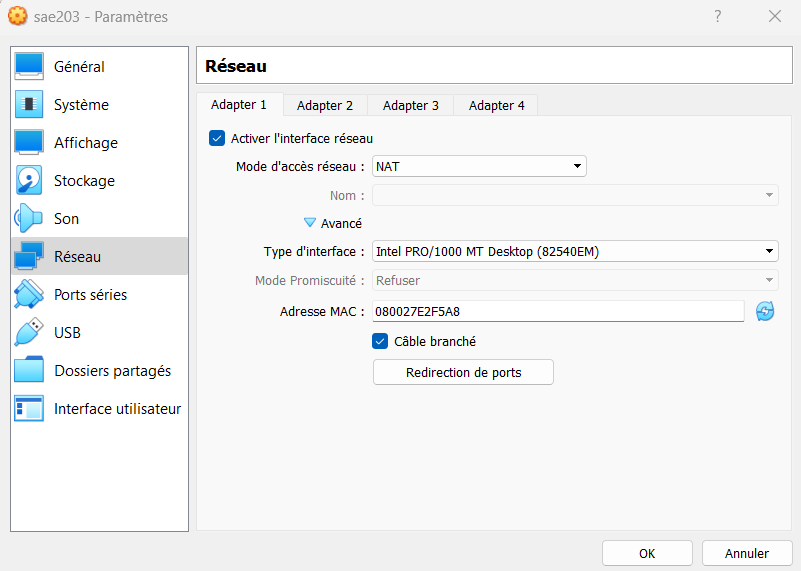 sae203 - Paramètres
?
Général
Système
Affichage
Stockage
Son
Réseau
Ports séries
USB
Dossiers partagés
Interface utilisateur
Réseau
Adapter 1 Adapter 2 Adapter 3 Adapter 4
Activer l'interface réseau
Mode d'accès réseau : NAT
Nom :
Avancé
Type d'interface : Intel PRO/1000 MT Desktop (82540EM)
Mode Promiscuité : Refuser
Adresse MAC : 080027E2F5A8
Câble branché
Redirection de ports
OK Annuler